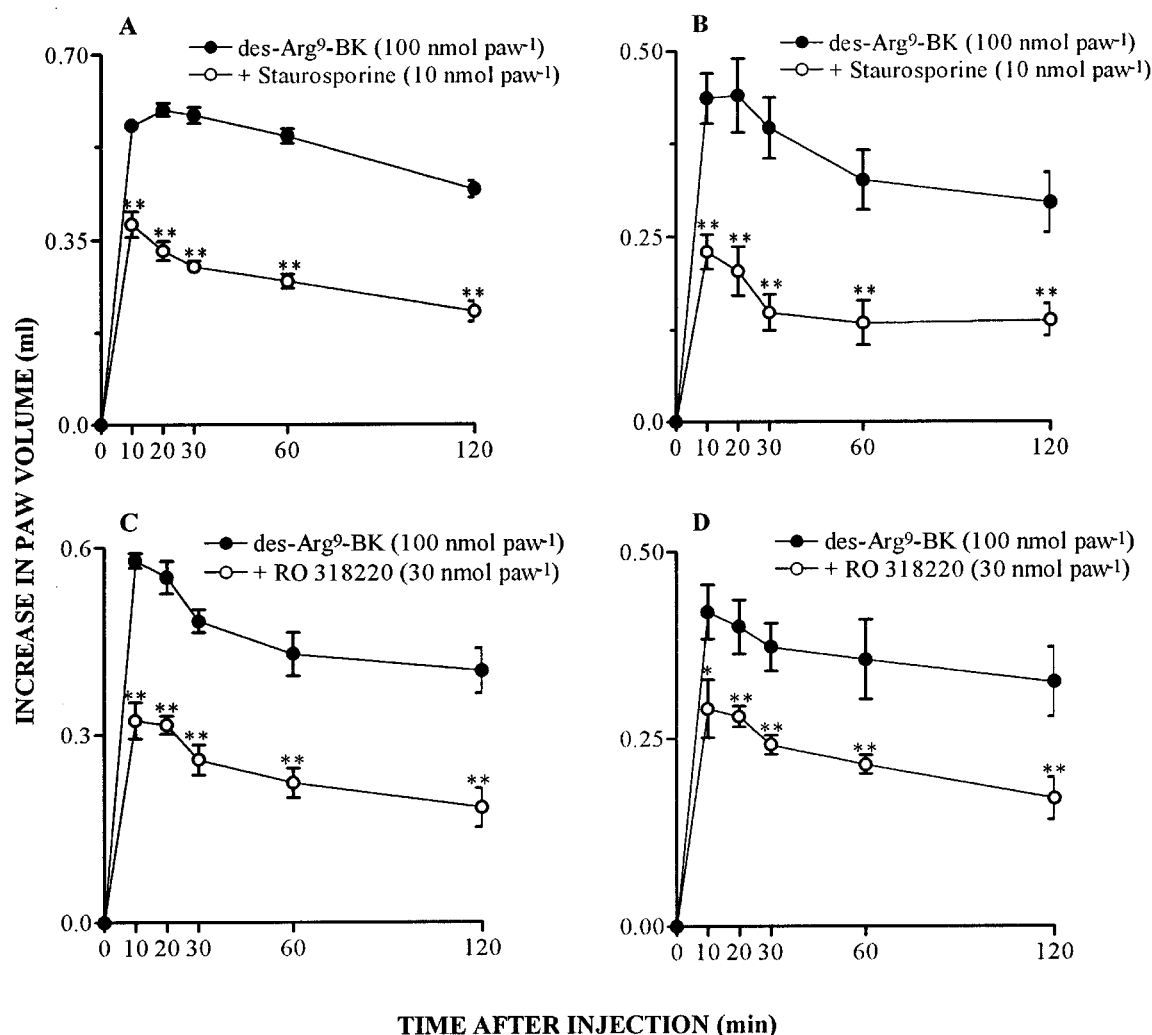 INCREASE IN PAW VOLUME (ml)
A
des-Arg⁹-BK (100 nmol paw⁻¹)
+ Staurosporine (10 nmol paw⁻¹)
0.70
0.35
0.0
** ** ** ** **
0 10 20 30 60 120
B
des-Arg⁹-BK (100 nmol paw⁻¹)
+ Staurosporine (10 nmol paw⁻¹)
0.50
0.25
0.0
** ** ** ** **
0 10 20 30 60 120
C
des-Arg⁹-BK (100 nmol paw⁻¹)
+ RO 318220 (30 nmol paw⁻¹)
0.6
0.3
0.0
** ** ** ** **
0 10 20 30 60 120
D
des-Arg⁹-BK (100 nmol paw⁻¹)
+ RO 318220 (30 nmol paw⁻¹)
0.50
0.25
0.00
* ** ** ** **
0 10 20 30 60 120
TIME AFTER INJECTION (min)